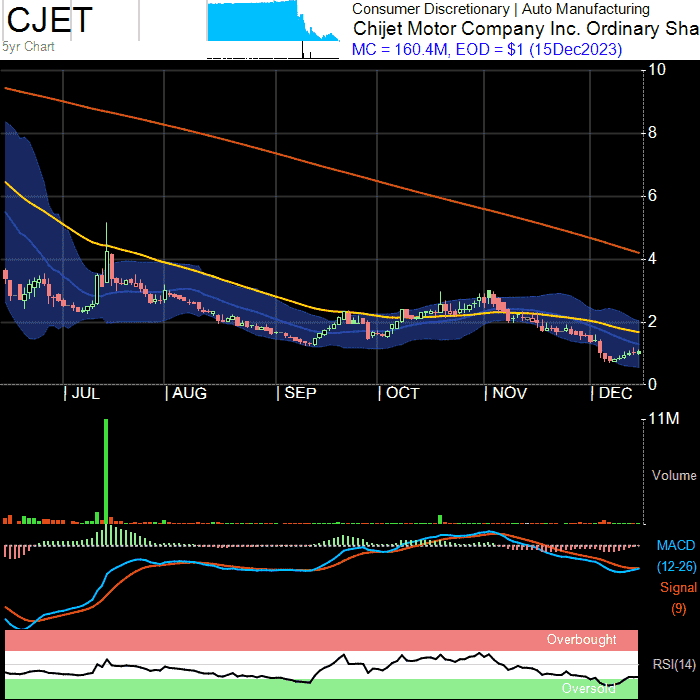 CJET
5yr Chart
Consumer Discretionary | Auto Manufacturing
Chijet Motor Company Inc. Ordinary Sha
MC = 160.4M, EOD = $1 (15Dec2023)
10
8
6
4
2
0
| JUL | AUG | SEP | OCT | NOV | DEC
11M
Volume
MACD
(12-26)
Signal
(9)
Overbought
RSI(14)
Oversold